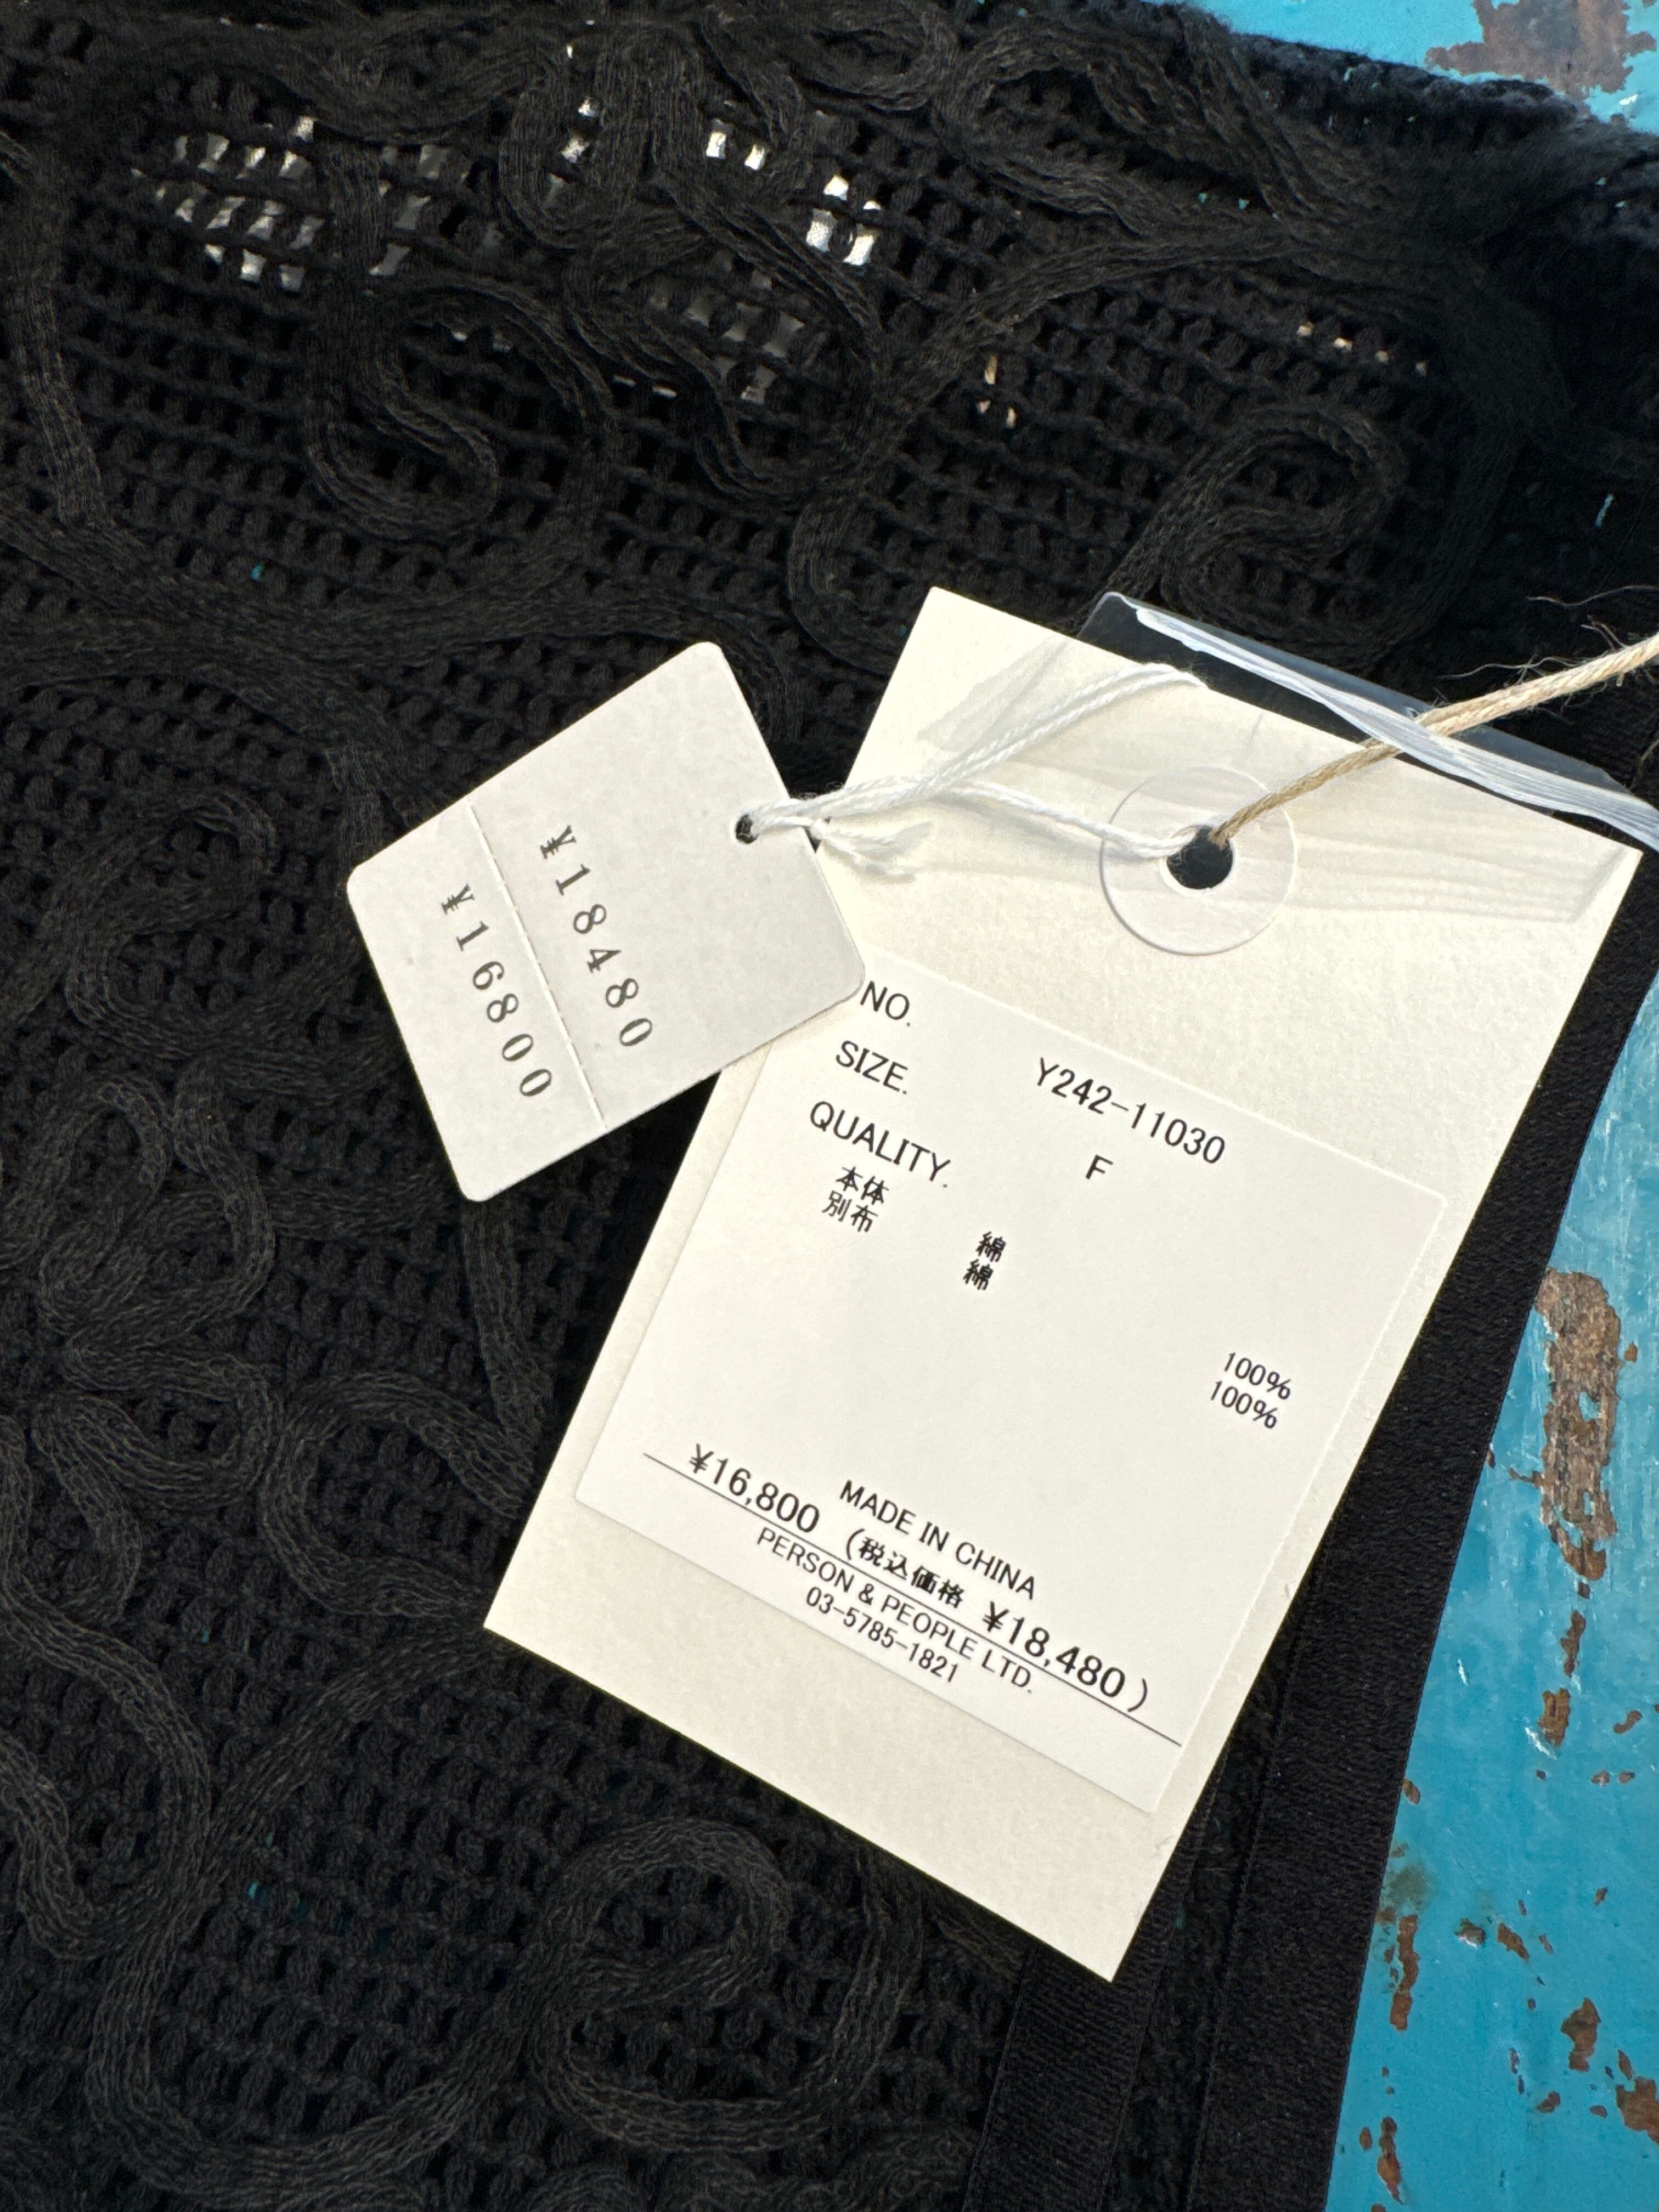 ¥18480
¥16800
NO. Y242-11030
SIZE. F
QUALITY.
本体 綿 100%
別布 綿 100%
MADE IN CHINA
¥16,800 (税込価格 ¥18,480)
PERSON & PEOPLE LTD.
03-5785-1821